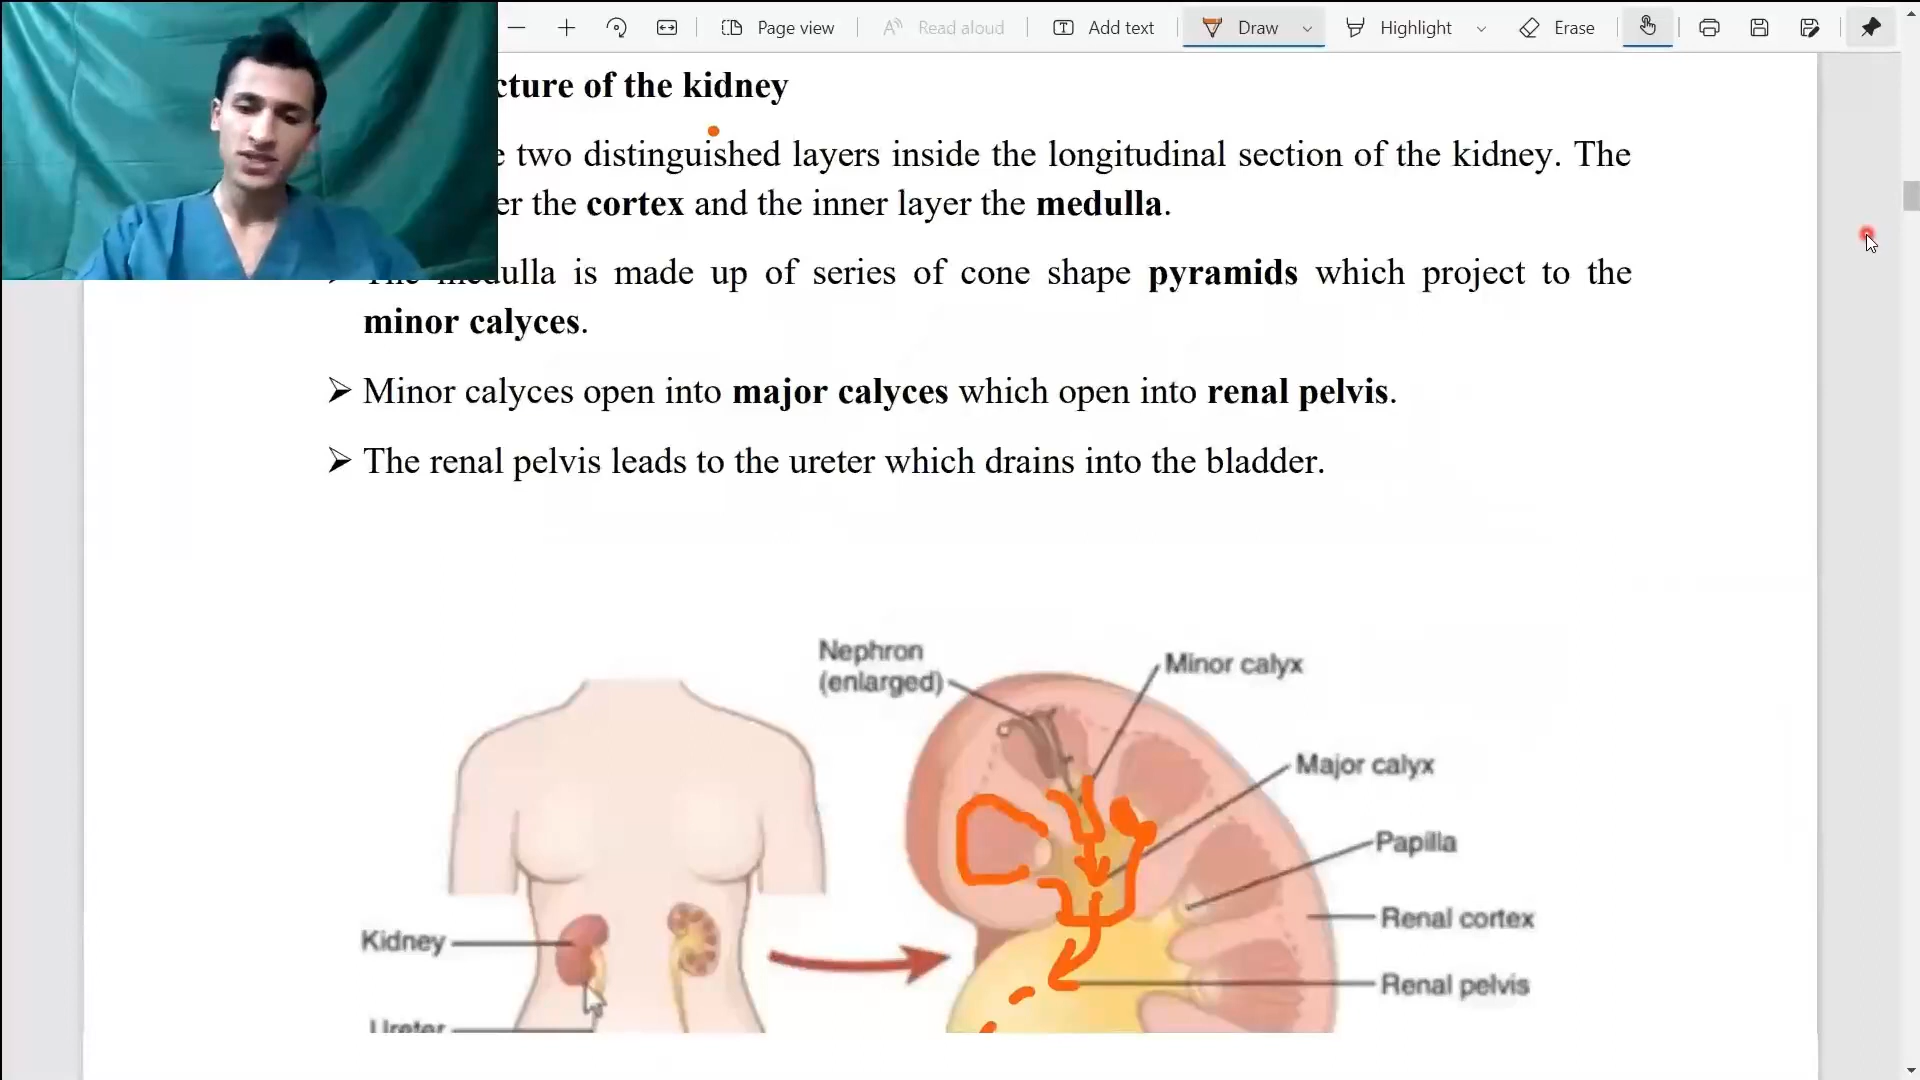 Page view
Read aloud
Add text
Draw
Highlight
Erase
cture of the kidney
two distinguished layers inside the longitudinal section of the kidney. The
er the cortex and the inner layer the medulla.
The medulla is made up of series of cone shape pyramids which project to the
minor calyces.
➢ Minor calyces open into major calyces which open into renal pelvis.
➢ The renal pelvis leads to the ureter which drains into the bladder.
Nephron
(enlarged)
Minor calyx
Major calyx
Papilla
Renal cortex
Kidney
Renal pelvis
Ureter